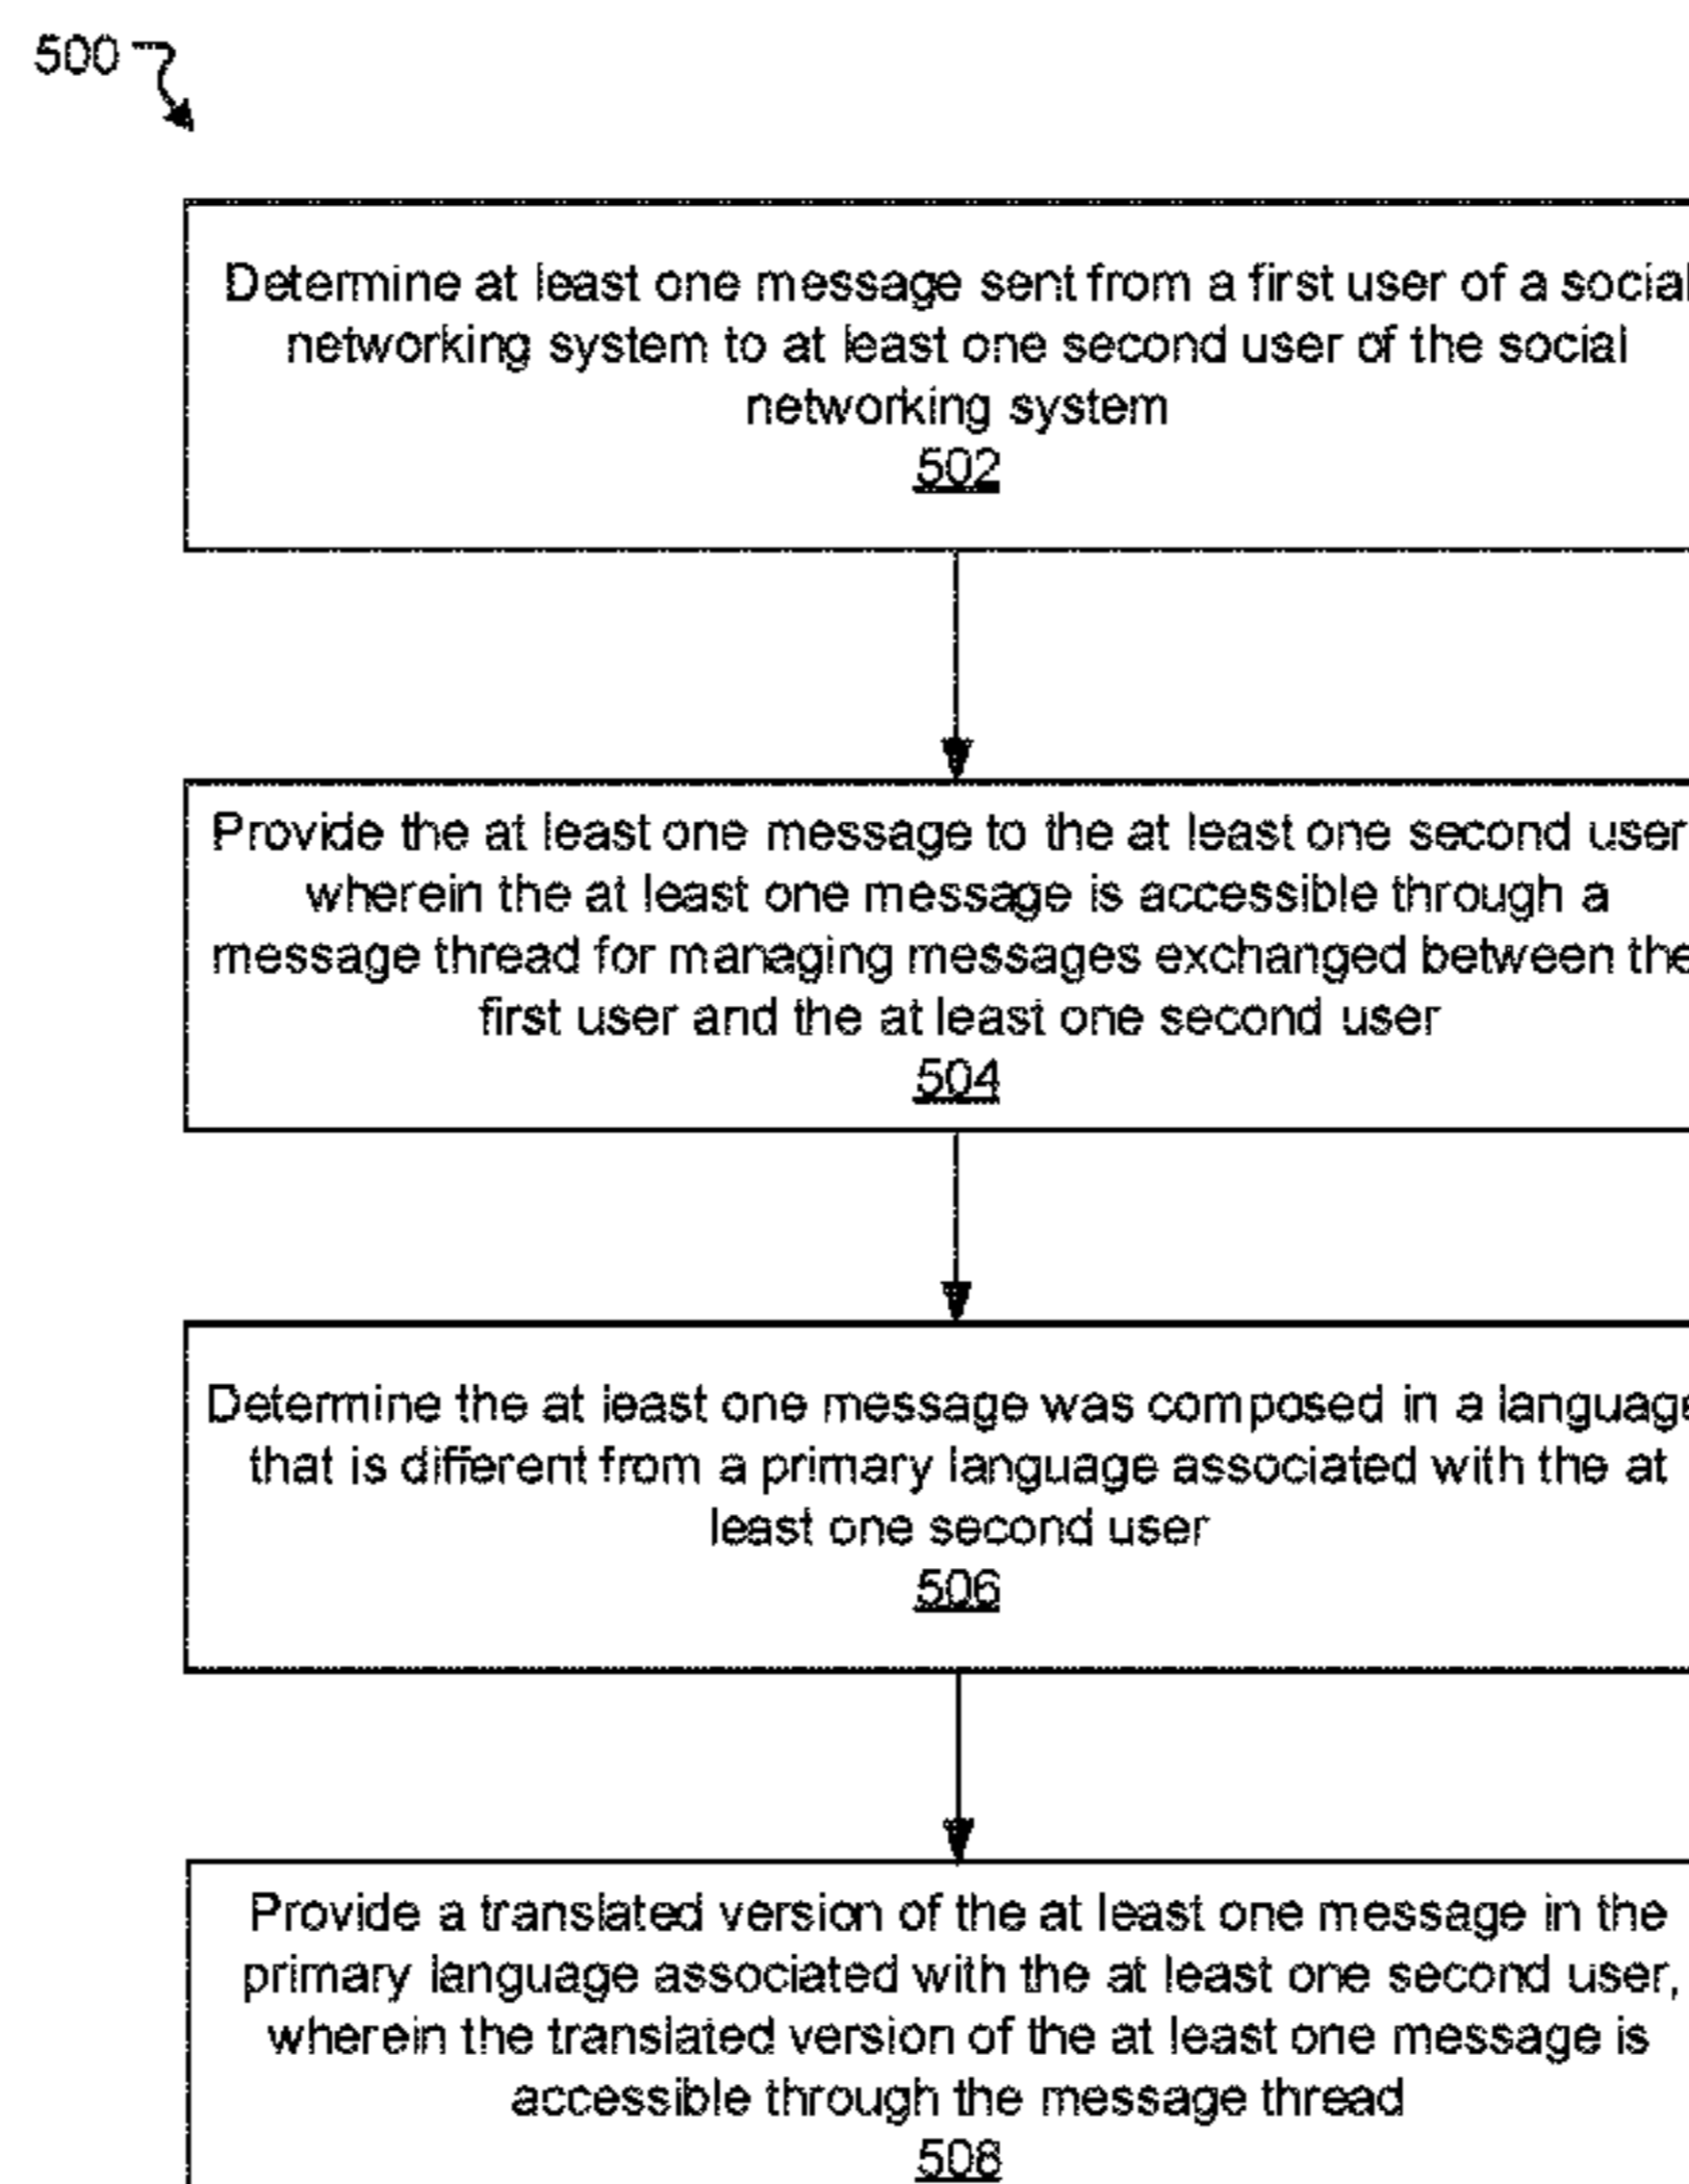 500
Determine at least one message sent from a first user of a social
networking system to at least one second user of the social
networking system
502
Provide the at least one message to the at least one second user
wherein the at least one message is accessible through a
message thread for managing messages exchanged between the
first user and the at least one second user
504
Determine the at least one message was composed in a language
that is different from a primary language associated with the at
least one second user
506
Provide a translated version of the at least one message in the
primary language associated with the at least one second user,
wherein the translated version of the at least one message is
accessible through the message thread
508